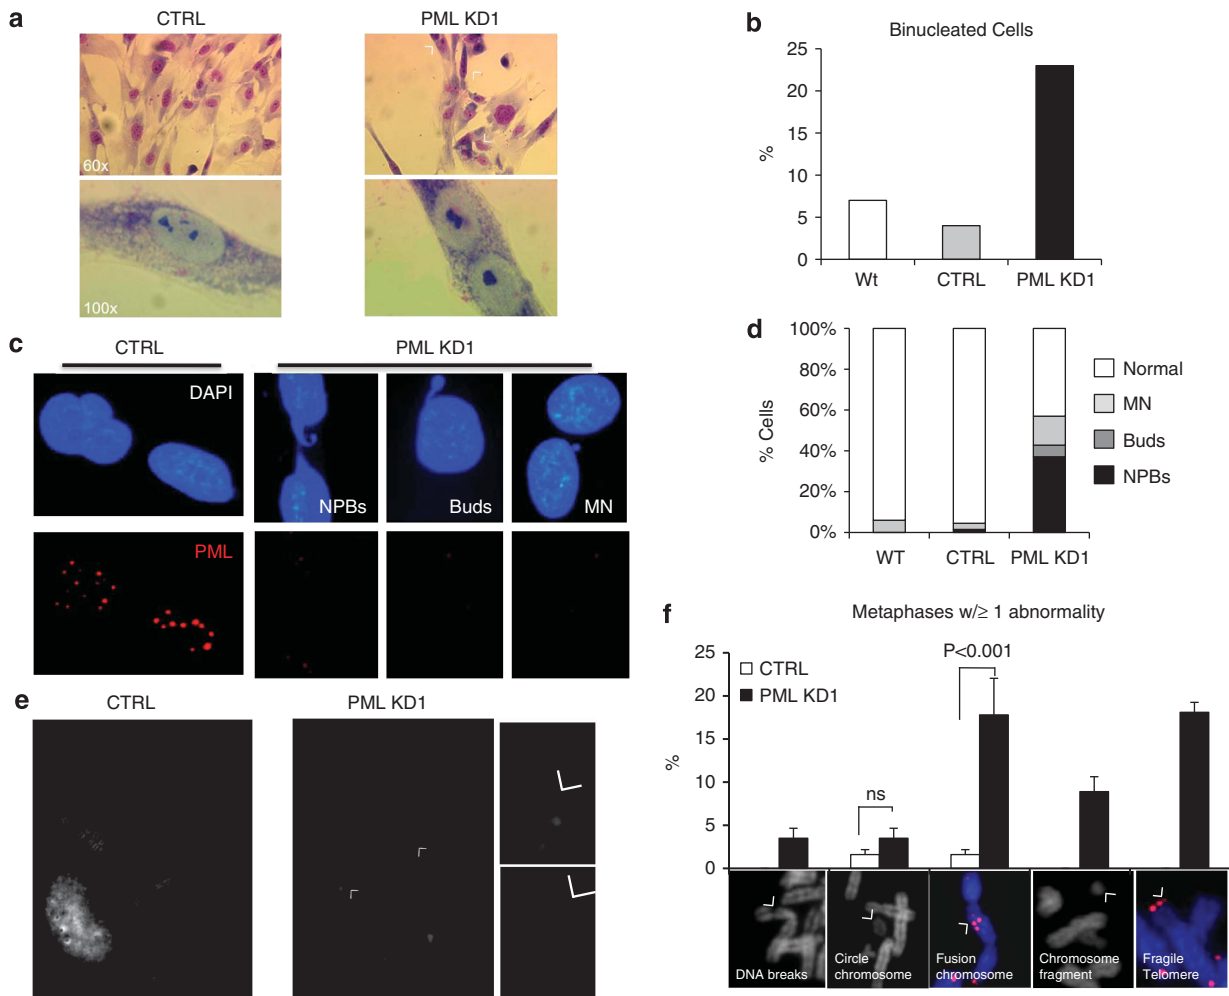 a
CTRL
PML KD1
60x
100x
b
Binucleated Cells
25
20
15
10
5
0
%
Wt
CTRL
PML KD1
c
CTRL
PML KD1
DAPI
NPBs
Buds
MN
PML
d
100%
80%
60%
40%
20%
0%
% Cells
WT
CTRL
PML KD1
Normal
MN
Buds
NPBs
e
CTRL
PML KD1
f
Metaphases w/≥ 1 abnormality
25
20
15
10
5
0
%
CTRL
PML KD1
ns
P<0.001
DNA breaks
Circle
chromosome
Fusion
chromosome
Chromosome
fragment
Fragile
Telomere